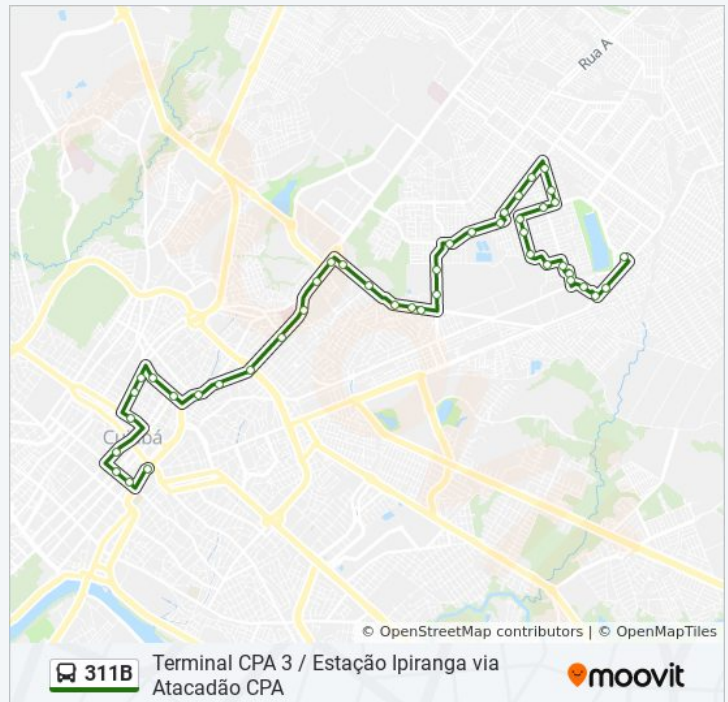 Rua A
Cuiabá
© OpenStreetMap contributors | © OpenMapTiles
311B
Terminal CPA 3 / Estação Ipiranga via
Atacadão CPA
moovit